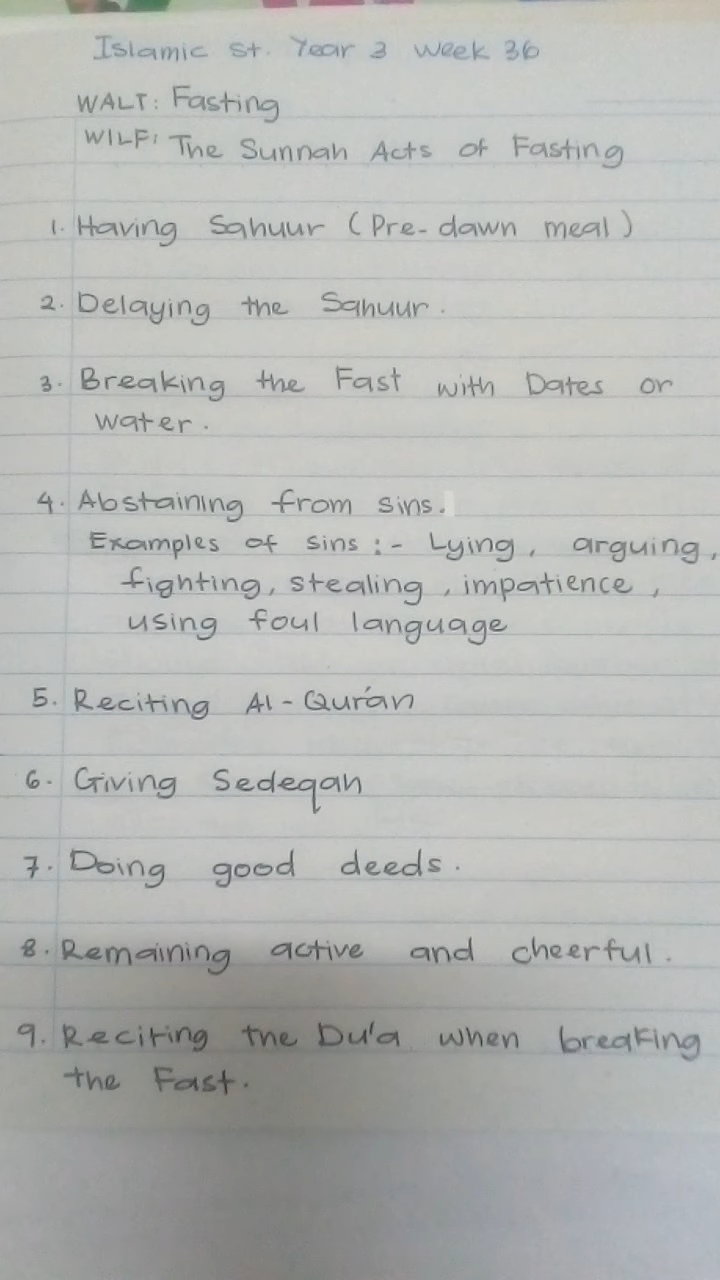 Islamic St. Year 3 Week 36
WALT: Fasting
WILF: The Sunnah Acts of Fasting
1. Having Sahuur (Pre-dawn meal)
2. Delaying the Sahuur.
3. Breaking the Fast with Dates or
water.
4. Abstaining from sins.
Examples of sins :- Lying, arguing,
fighting, stealing, impatience,
using foul language
5. Reciting Al-Qur'an
6. Giving Sedeqah
7. Doing good deeds.
8. Remaining active and cheerful.
9. Reciting the Du'a when breaking
the Fast.